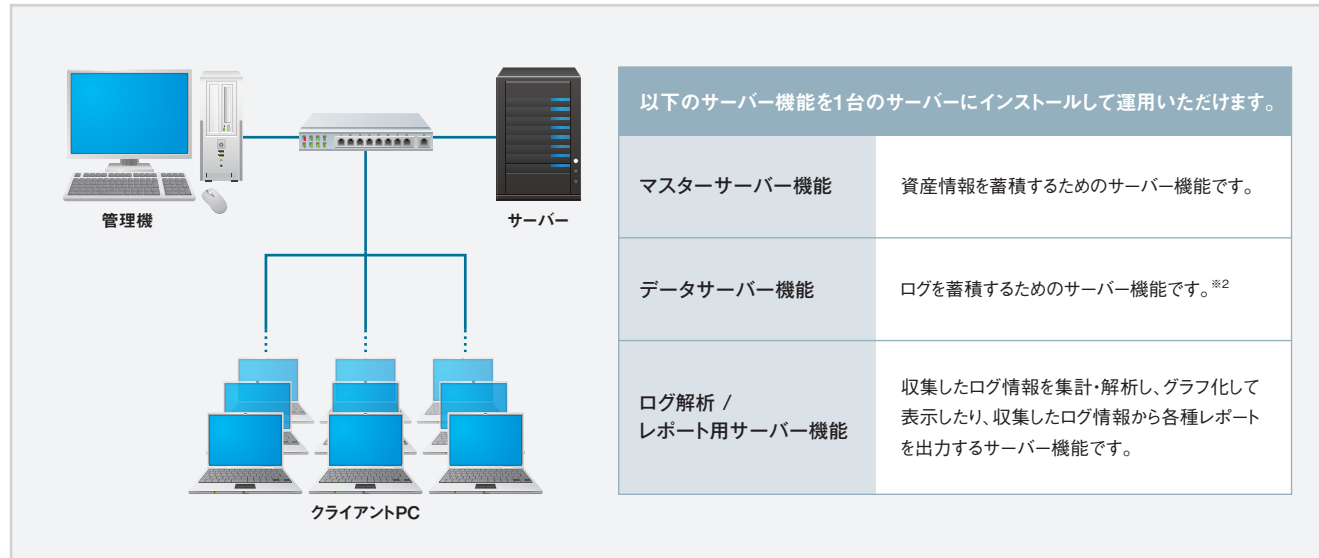 管理機
サーバー
クライアントPC
以下のサーバー機能を1台のサーバーにインストールして運用いただけます。
マスターサーバー機能
資産情報を蓄積するためのサーバー機能です。
データサーバー機能
ログを蓄積するためのサーバー機能です。※2
ログ解析 /
レポート用サーバー機能
収集したログ情報を集計・解析し、グラフ化して
表示したり、収集したログ情報から各種レポート
を出力するサーバー機能です。